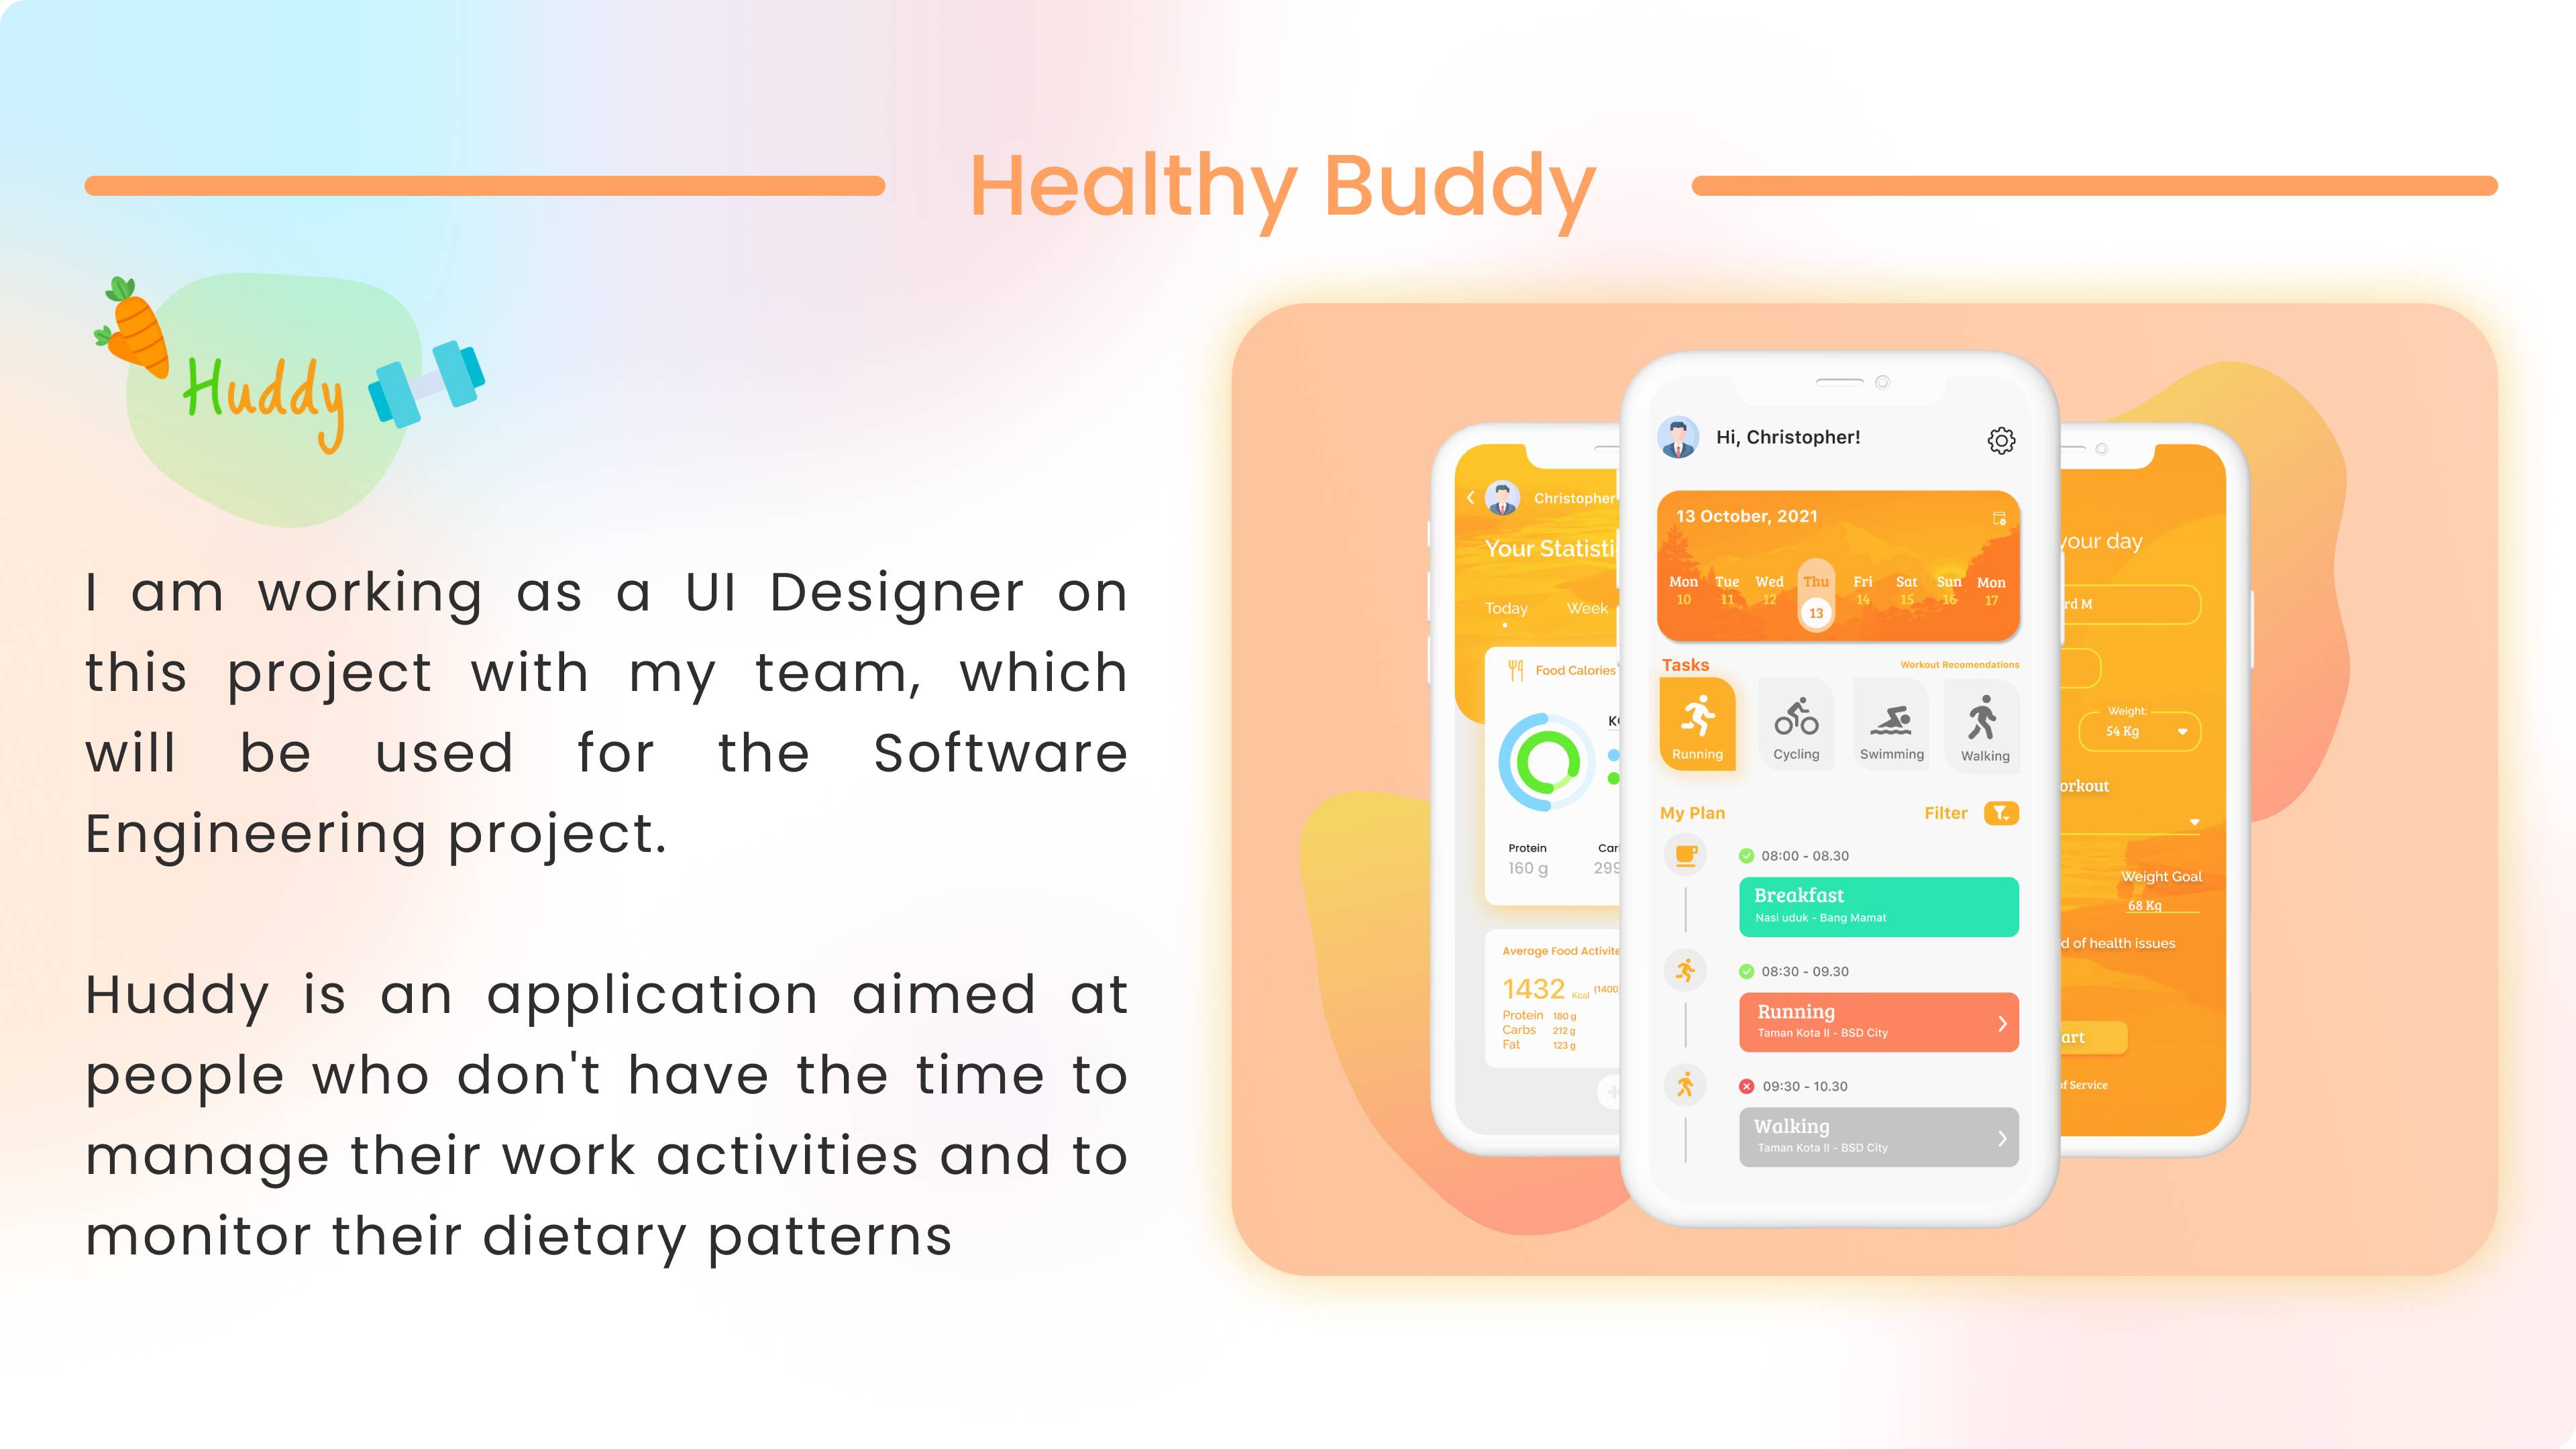 Healthy Buddy
Huddy
I am working as a UI Designer on
this project with my team, which
will be used for the Software
Engineering project.
Huddy is an application aimed at
people who don't have the time to
manage their work activities and to
monitor their dietary patterns
Christopher
Your Statisti
Today Week
Food Calories
Protein
160 g
Car
299
Average Food Activite
1432 Kcal (1400
Protein 180 g
Carbs 212 g
Fat 123 g
Hi, Christopher!
13 October, 2021
Mon Tue Wed Thu Fri Sat Sun Mon
10 11 12 13 14 15 16 17
Tasks Workout Recomendations
Running Cycling Swimming Walking
My Plan Filter
08:00 - 08.30
Breakfast
Nasi uduk - Bang Mamat
08:30 - 09.30
Running
Taman Kota II - BSD City
09:30 - 10.30
Walking
Taman Kota II - BSD City
your day
rd M
Weight:
54 Kg
orkout
Weight Goal
68 Kg
d of health issues
art
of Service